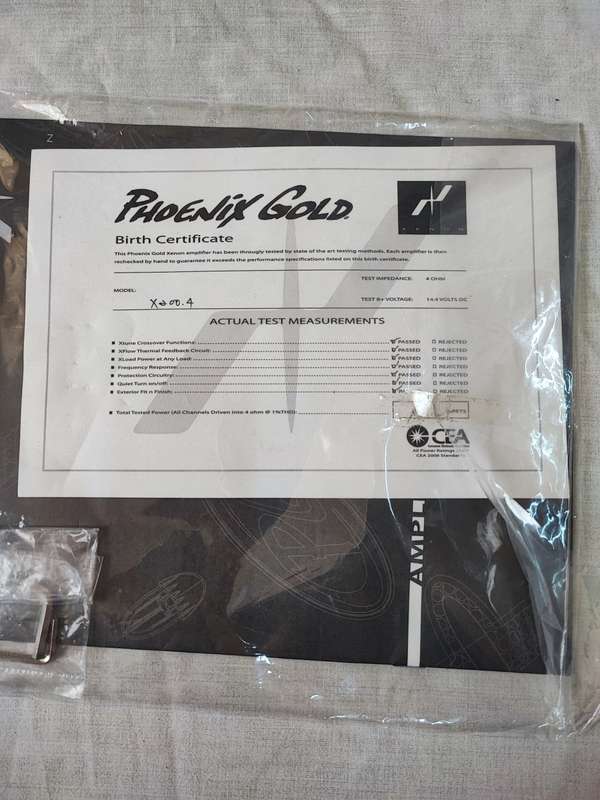 Z
PHOENIX GOLD.
XENON
Birth Certificate
This Phoenix Gold Xenon amplifier has been througly tested by state of the art testing methods. Each amplifier is then
rechecked by hand to guarantee it exceeds the performance specifications listed on this birth certificate.
TEST IMPEDANCE: 4 OHM
MODEL:
X200.4
TEST B+ VOLTAGE: 14.4 VOLTS DC
ACTUAL TEST MEASUREMENTS
Xtune Crossover Functions: PASSED REJECTED
XFlow Thermal Feedback Circuit: PASSED REJECTED
XLoad Power at Any Load: PASSED REJECTED
Frequency Response: PASSED REJECTED
Protection Circuitry: PASSED REJECTED
Quiet Turn on/off: PASSED REJECTED
Exterior Fit n Finish: REJECTED
Total Tested Power (All Channels Driven into 4 ohm @ 1%THD):
CEA
All Power Ratings
CEA 2006 Standards
AMPL